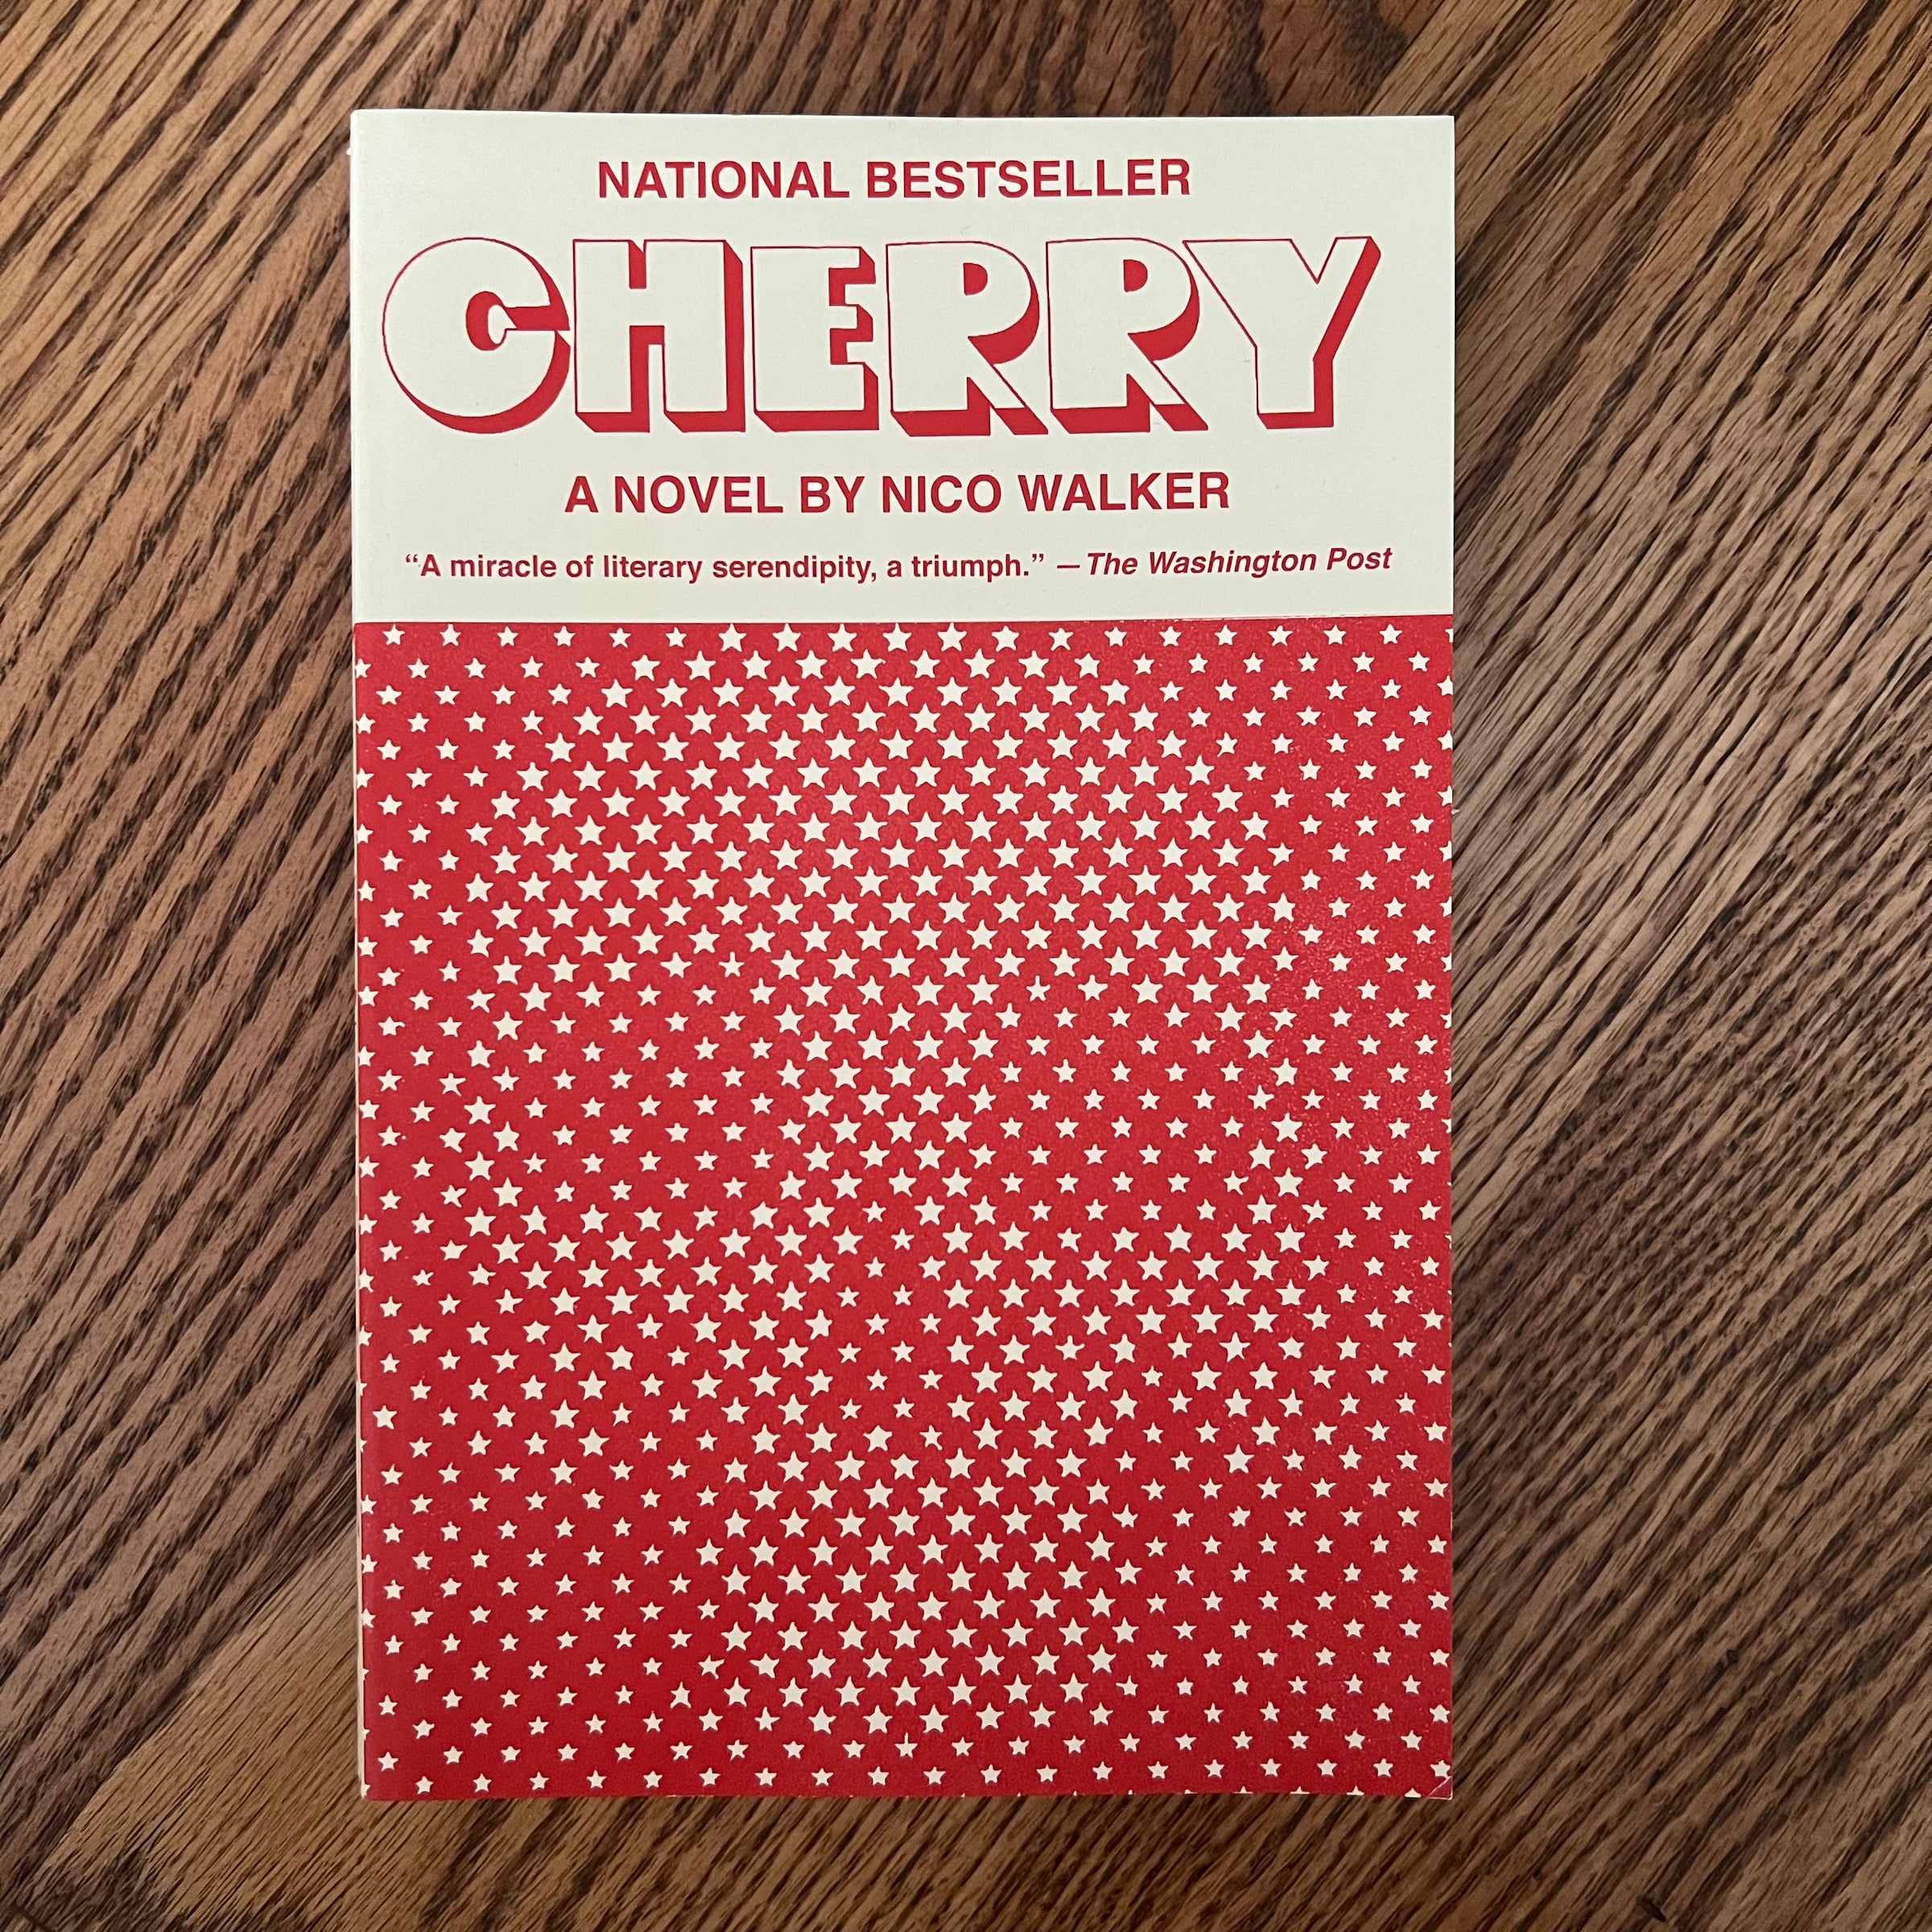 NATIONAL BESTSELLER
CHERRY
A NOVEL BY NICO WALKER
“A miracle of literary serendipity, a triumph.” —The Washington Post